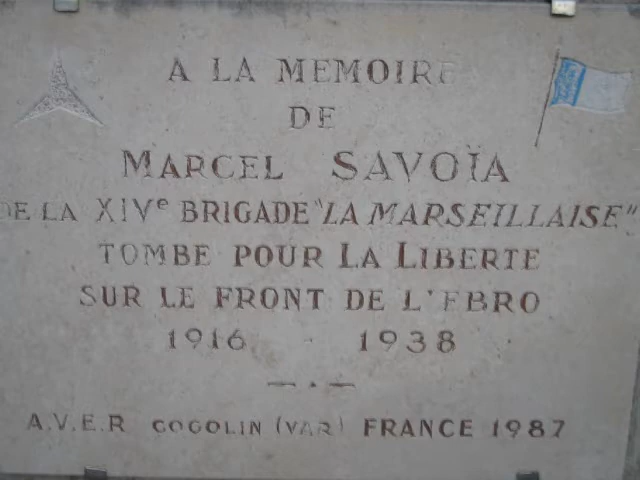 A LA MEMOIRE
DE
MARCEL SAVOÏA
DE LA XIVe BRIGADE "LA MARSEILLAISE"
TOMBE POUR LA LIBERTE
SUR LE FRONT DE L'EBRO
1916 - 1938
A.V.E.R COGOLIN (VAR) FRANCE 1987